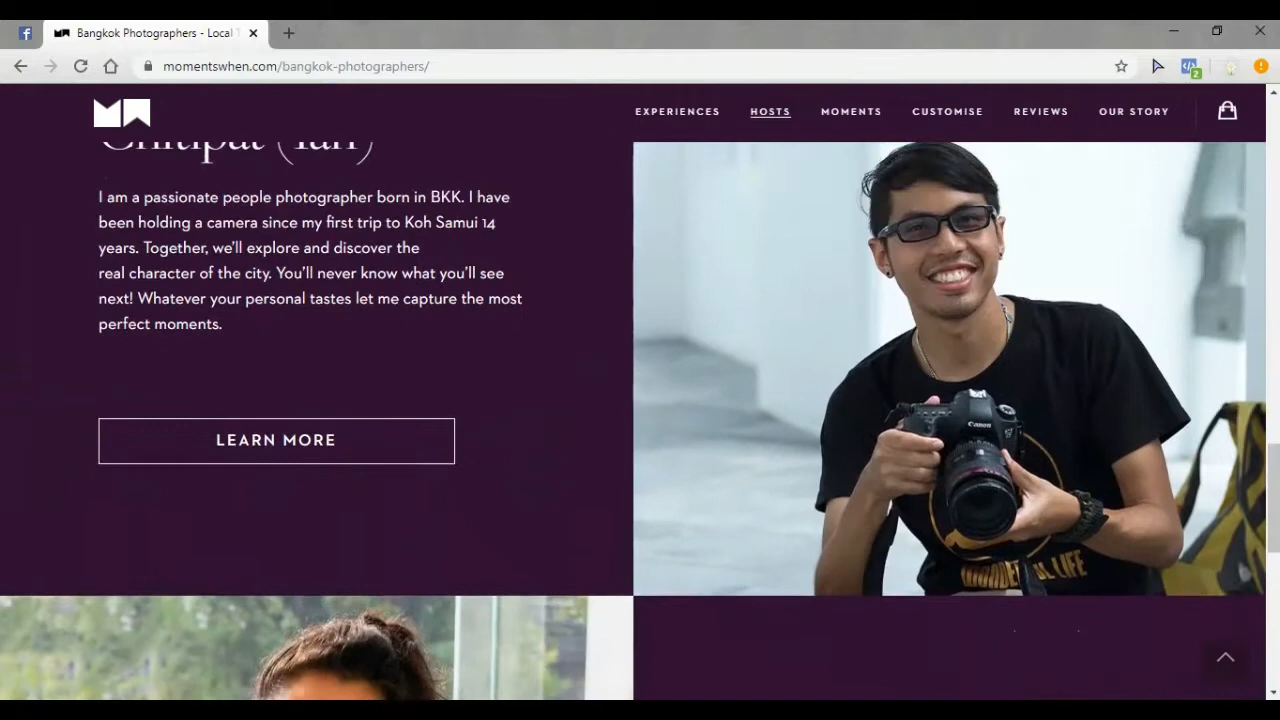 Bangkok Photographers - Local T
momentswhen.com/bangkok-photographers/
2
EXPERIENCES HOSTS MOMENTS CUSTOMISE REVIEWS OUR STORY
I am a passionate people photographer born in BKK. I have
been holding a camera since my first trip to Koh Samui 14
years. Together, we'll explore and discover the
real character of the city. You'll never know what you'll see
next! Whatever your personal tastes let me capture the most
perfect moments.
LEARN MORE
Canon
LIFE